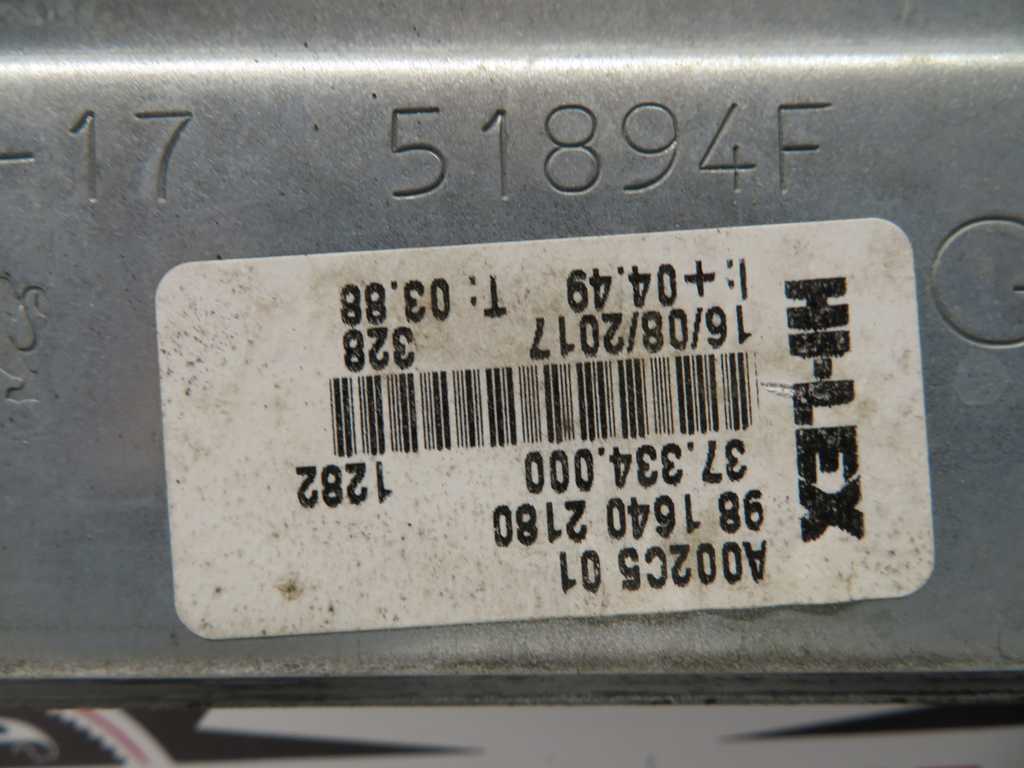 -17 51894F
HI-LEX
A002C5 01
98 1640 2180
37.334.000 1282
16/08/2017 328
I:+04.49 T: 03.88